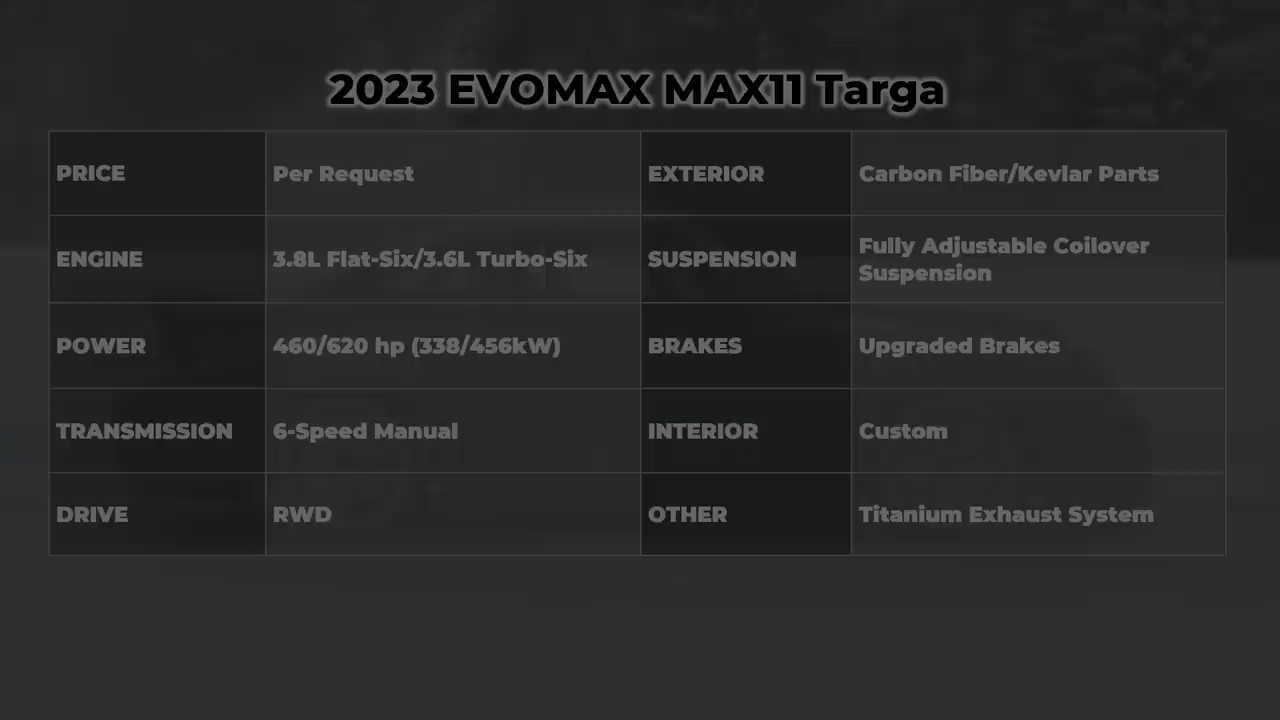 2023 EVOMAX MAX11 Targa
PRICE Per Request EXTERIOR Carbon Fiber/Kevlar Parts
ENGINE 3.8L Flat-Six/3.6L Turbo-Six SUSPENSION Fully Adjustable Coilover
Suspension
POWER 460/620 hp (338/456kW) BRAKES Upgraded Brakes
TRANSMISSION 6-Speed Manual INTERIOR Custom
DRIVE RWD OTHER Titanium Exhaust System